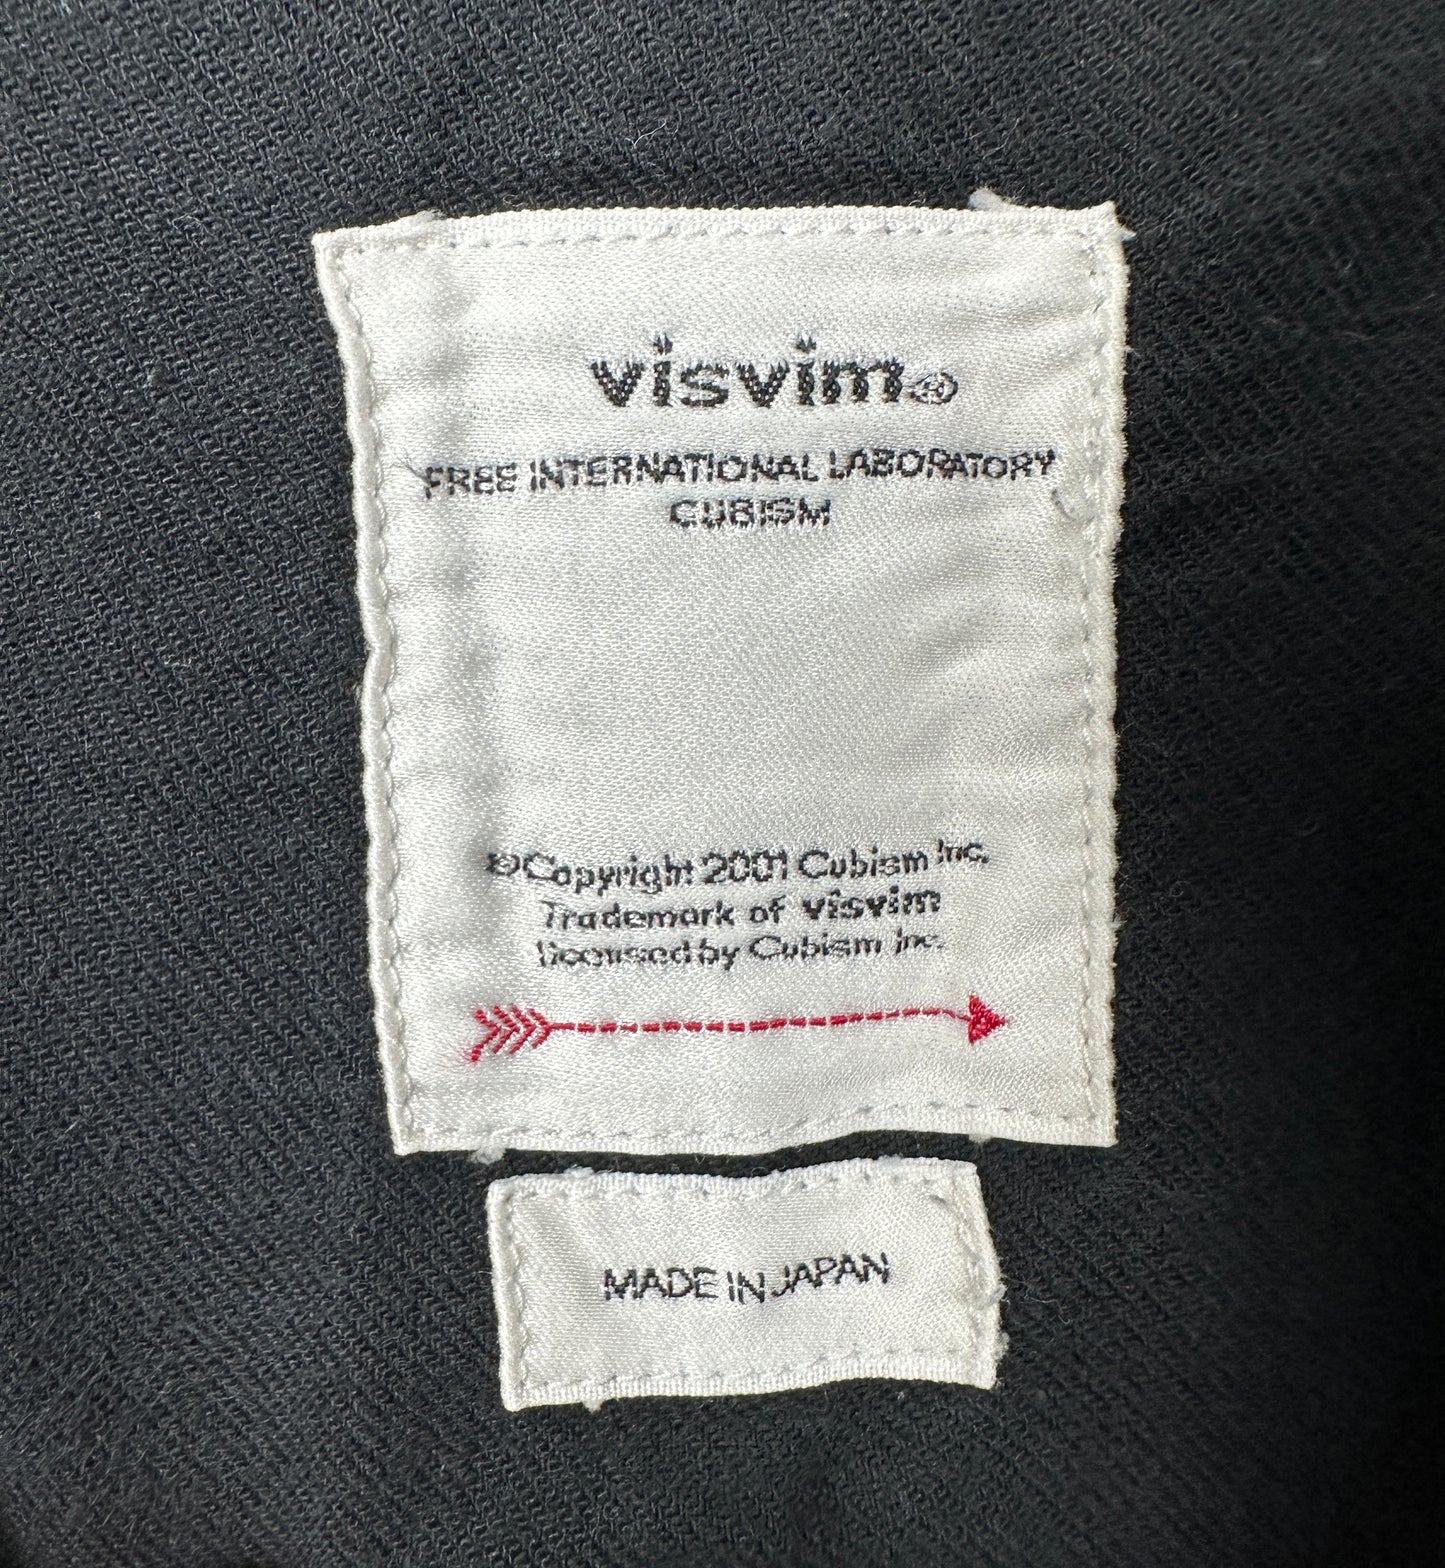 visvim®
FREE INTERNATIONAL LABORATORY
CUBISM
©Copyright 2001 Cubism Inc.
Trademark of visvim
licensed by Cubism Inc.
MADE IN JAPAN